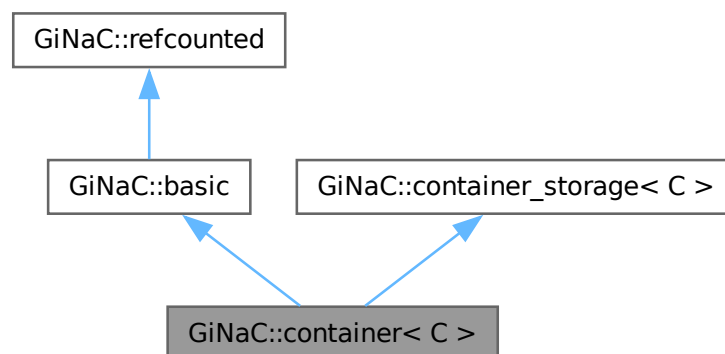 GiNaC::refcounted
GiNaC::basic
GiNaC::container_storage< C >
GiNaC::container< C >